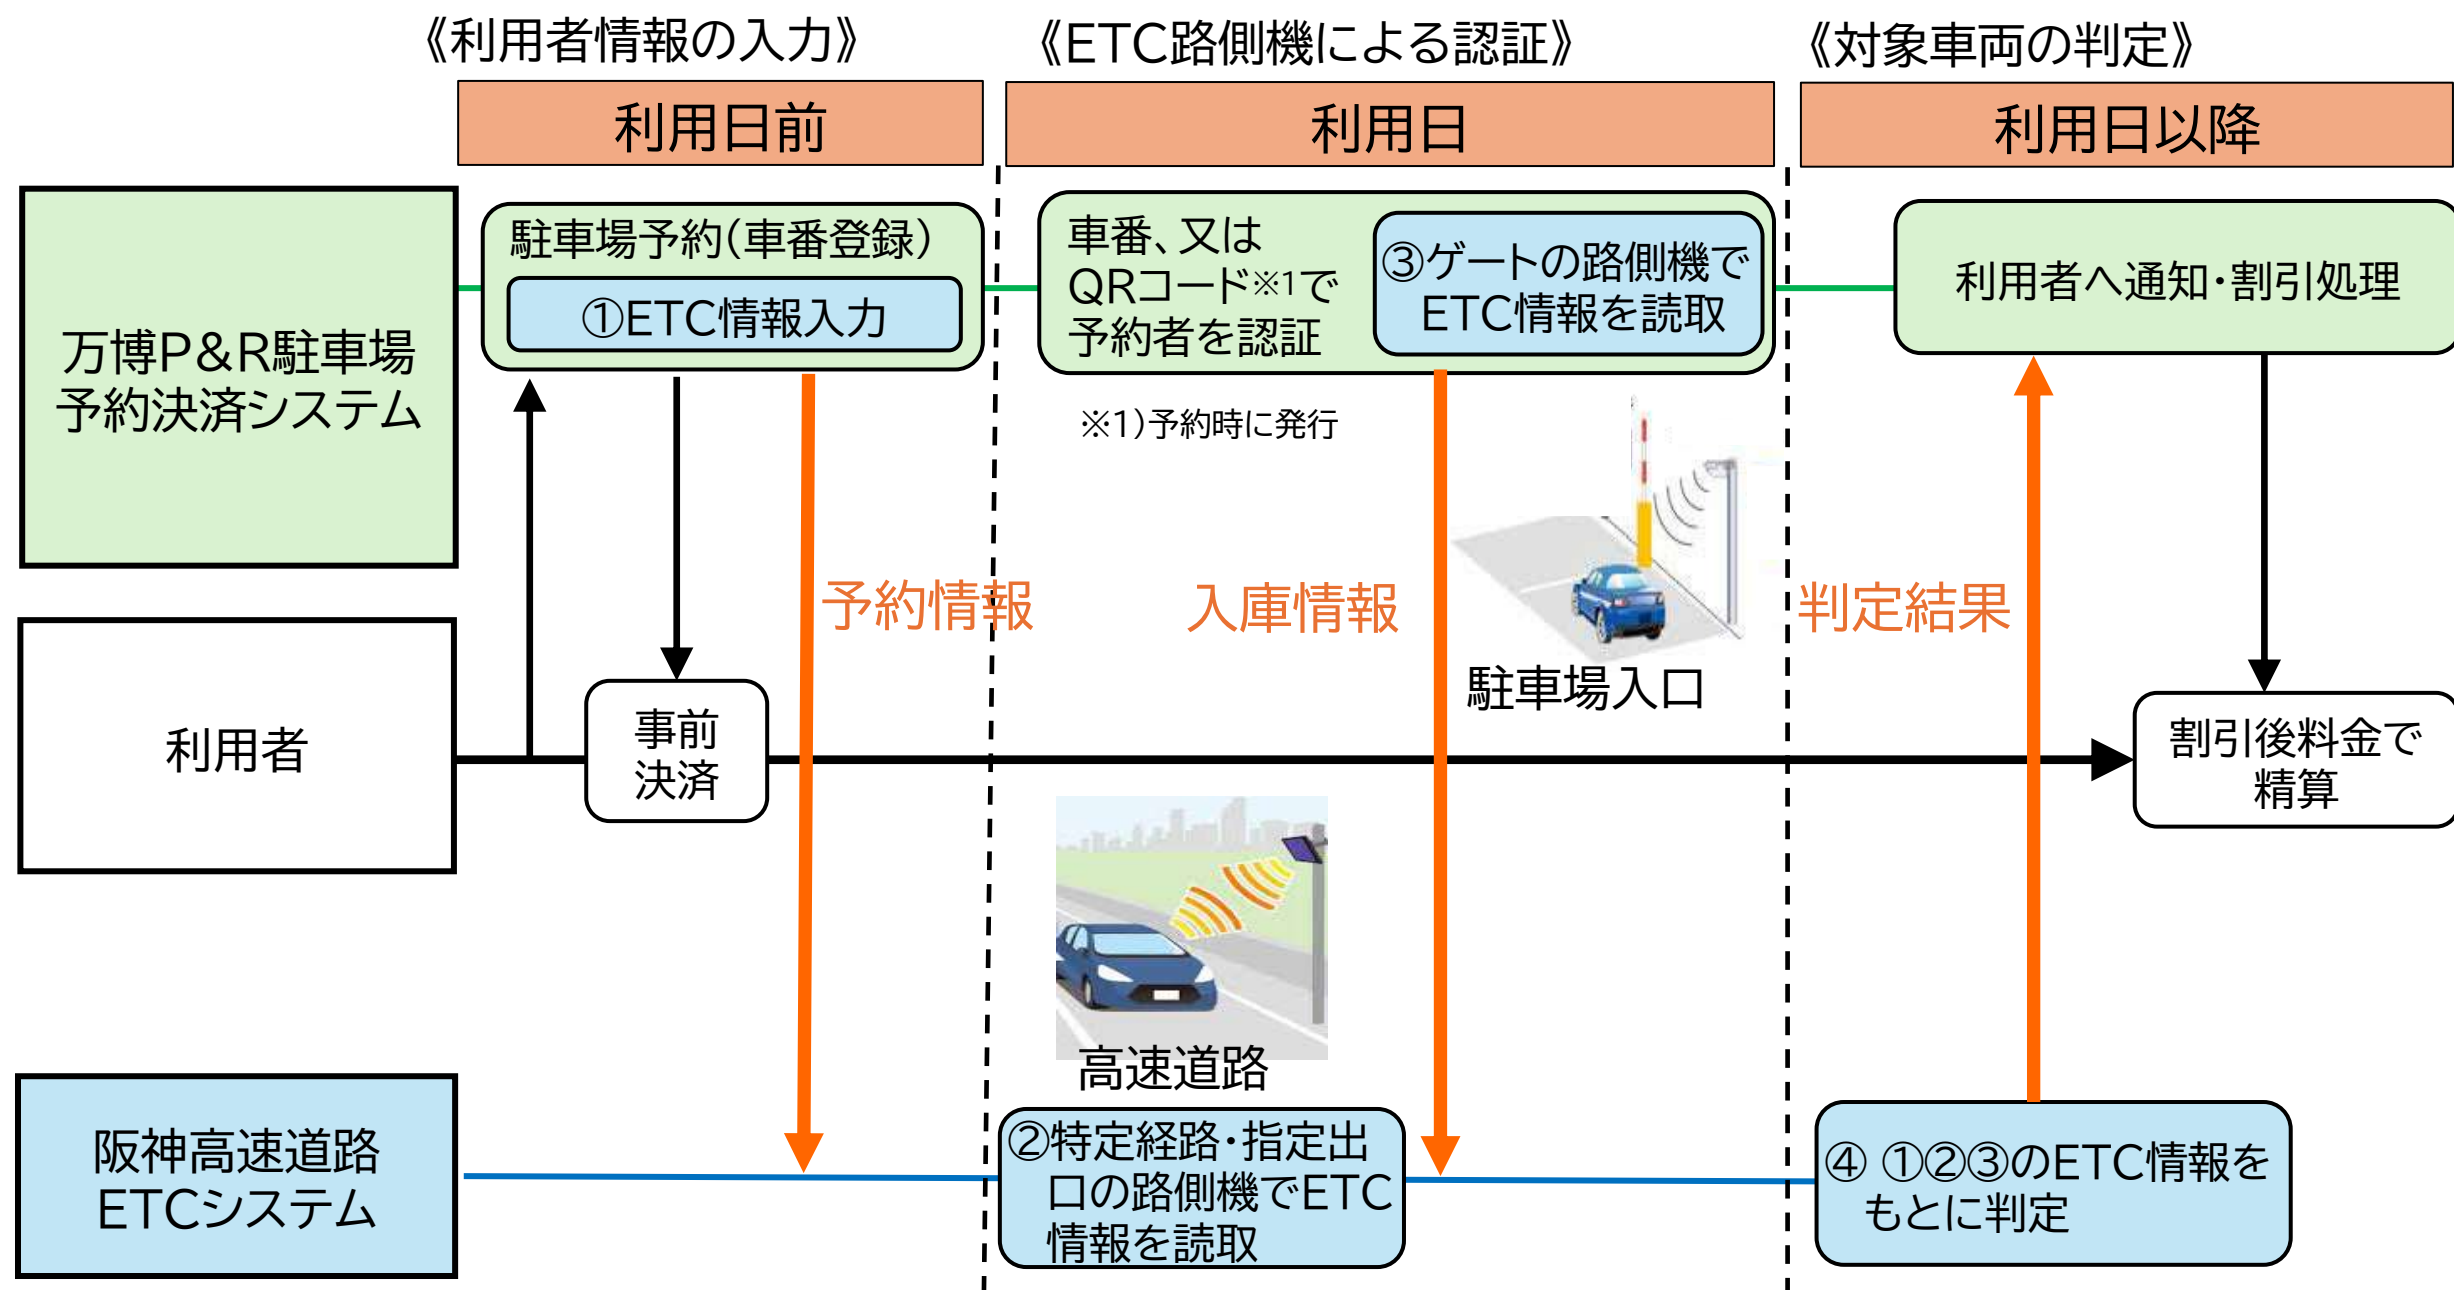 《利用者情報の入力》
《ETC路側機による認証》
《対象車両の判定》
利用日前
利用日
利用日以降
万博P&R駐車場
予約決済システム
駐車場予約(車番登録)
①ETC情報入力
車番、又は
QRコード※1で
予約者を認証
③ゲートの路側機で
ETC情報を読取
利用者へ通知・割引処理
※1)予約時に発行
予約情報
入庫情報
判定結果
駐車場入口
利用者
事前
決済
割引後料金で
精算
高速道路
阪神高速道路
ETCシステム
②特定経路・指定出
口の路側機でETC
情報を読取
④ ①②③のETC情報を
もとに判定